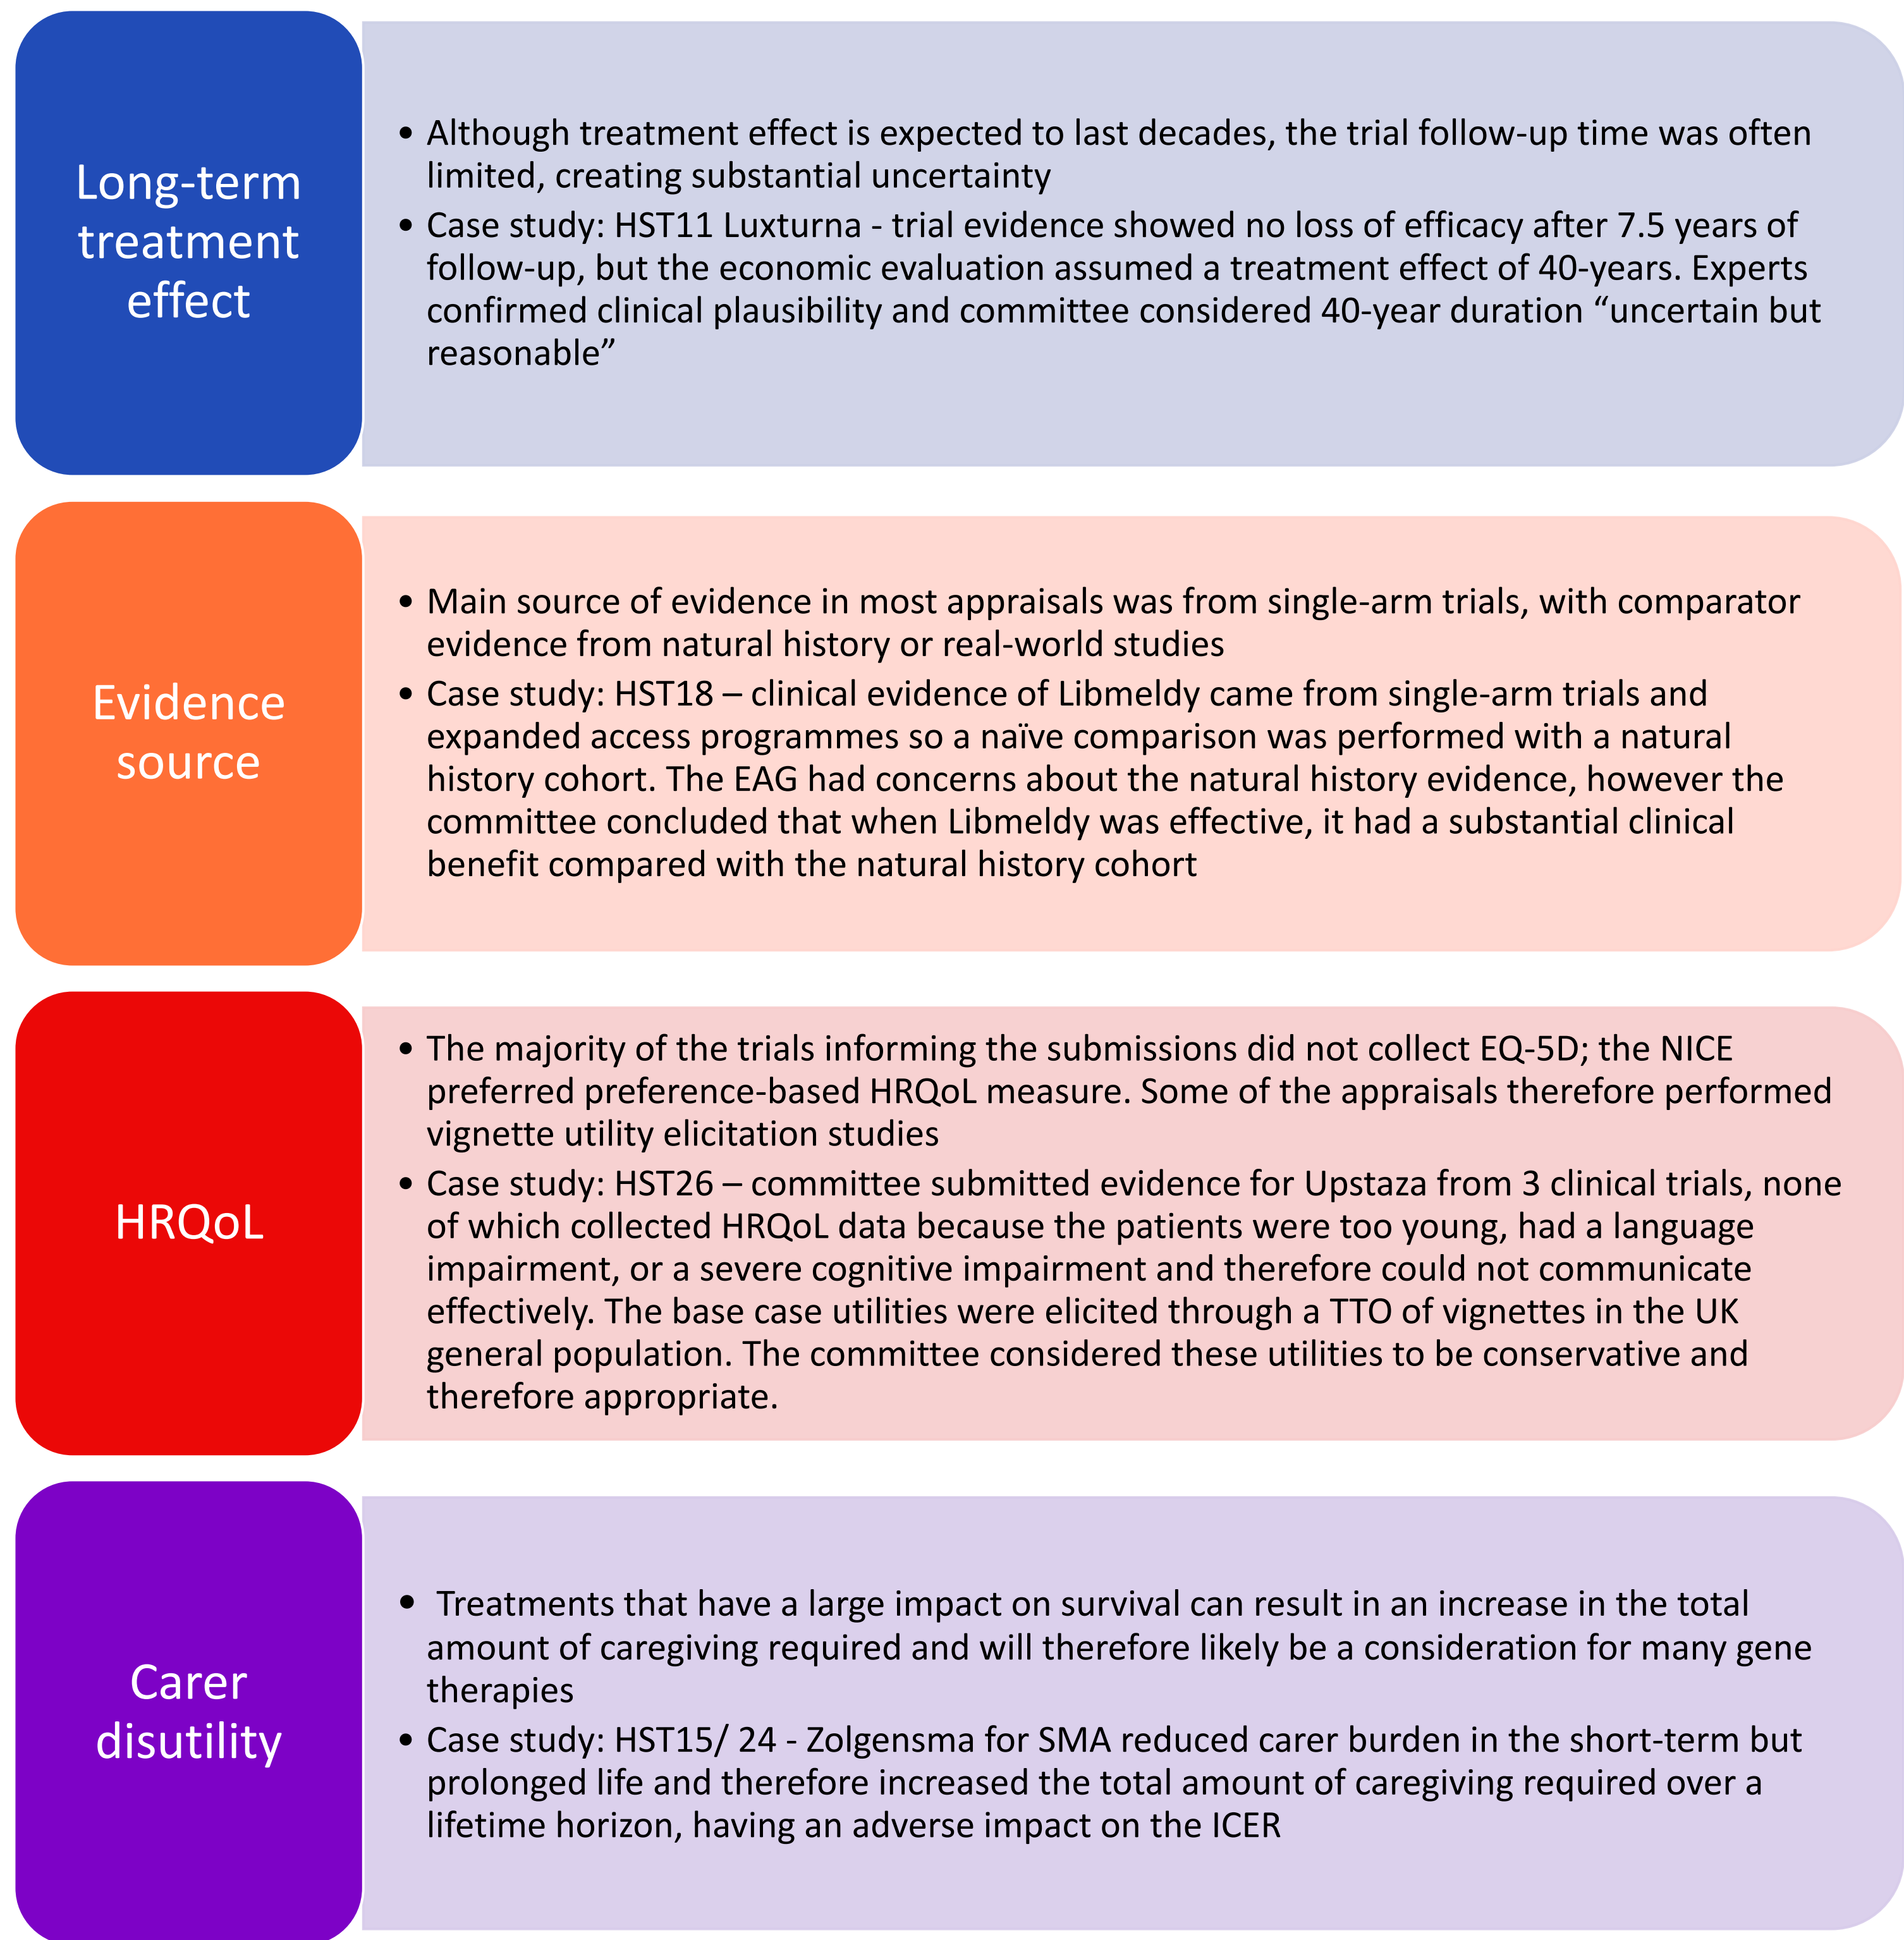 Long-term
treatment
effect
• Although treatment effect is expected to last decades, the trial follow-up time was often
limited, creating substantial uncertainty
• Case study: HST11 Luxturna - trial evidence showed no loss of efficacy after 7.5 years of
follow-up, but the economic evaluation assumed a treatment effect of 40-years. Experts
confirmed clinical plausibility and committee considered 40-year duration “uncertain but
reasonable”
Evidence
source
• Main source of evidence in most appraisals was from single-arm trials, with comparator
evidence from natural history or real-world studies
• Case study: HST18 – clinical evidence of Libmeldy came from single-arm trials and
expanded access programmes so a naïve comparison was performed with a natural
history cohort. The EAG had concerns about the natural history evidence, however the
committee concluded that when Libmeldy was effective, it had a substantial clinical
benefit compared with the natural history cohort
HRQoL
• The majority of the trials informing the submissions did not collect EQ-5D; the NICE
preferred preference-based HRQoL measure. Some of the appraisals therefore performed
vignette utility elicitation studies
• Case study: HST26 – committee submitted evidence for Upstaza from 3 clinical trials, none
of which collected HRQoL data because the patients were too young, had a language
impairment, or a severe cognitive impairment and therefore could not communicate
effectively. The base case utilities were elicited through a TTO of vignettes in the UK
general population. The committee considered these utilities to be conservative and
therefore appropriate.
Carer
disutility
• Treatments that have a large impact on survival can result in an increase in the total
amount of caregiving required and will therefore likely be a consideration for many gene
therapies
• Case study: HST15/ 24 - Zolgensma for SMA reduced carer burden in the short-term but
prolonged life and therefore increased the total amount of caregiving required over a
lifetime horizon, having an adverse impact on the ICER